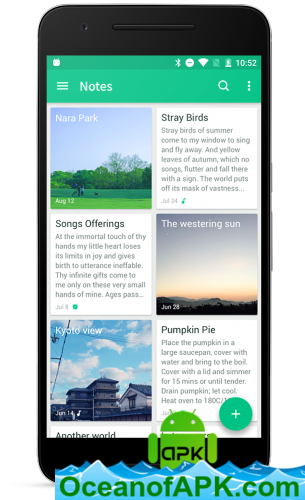 10:52
Notes
Nara Park
Aug 12
Stray Birds
Stray birds of summer
come to my window to sing
and fly away. And yellow
leaves of autumn, which no
songs, flutter and fall there
with a sign. The world puts
off its mask of vastness...
Jul 24
Songs Offerings
At the immortal touch of thy
hands my little heart loses
its limits in joy and gives
birth to utterance ineffable.
Thy infinite gifts come to
me only on these very small
hands of mine. Ages pass...
Jul 8
The westering sun
Jun 28
Kyoto view
Jun 14
Pumpkin Pie
Place the pumpkin in a
large saucepan, cover with
water and bring to the boil.
Cover with a lid and simmer
for 15 mins or until tender.
Drain pumpkin; let cool.
Heat oven to 180C/1
Another world
apk
OceanofAPK.com